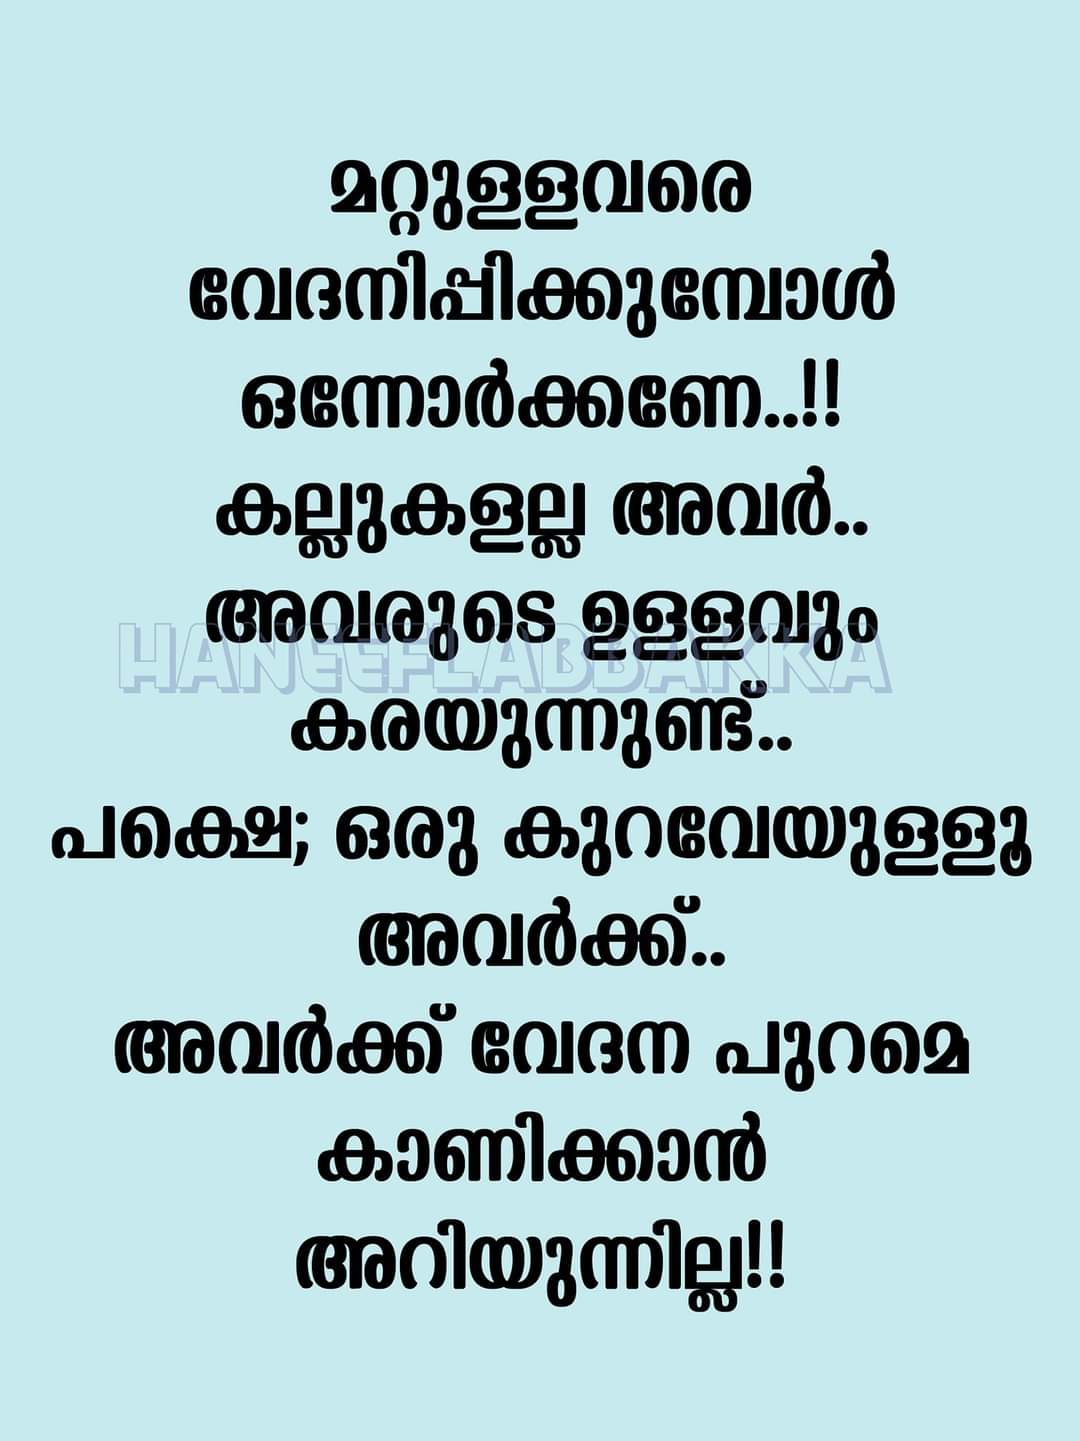 മറ്റുള്ളവരെ
വേദനിപ്പിക്കുമ്പോൾ
ഒന്നോർക്കണേ..!!
കല്ലുകളല്ല അവർ..
അവരുടെ ഉള്ളവും
HANEEFLABBAKKA
കരയുന്നുണ്ട്..
പക്ഷെ; ഒരു കുറവേയുള്ളൂ
അവർക്ക്..
അവർക്ക് വേദന പുറമെ
കാണിക്കാൻ
അറിയുന്നില്ല!!